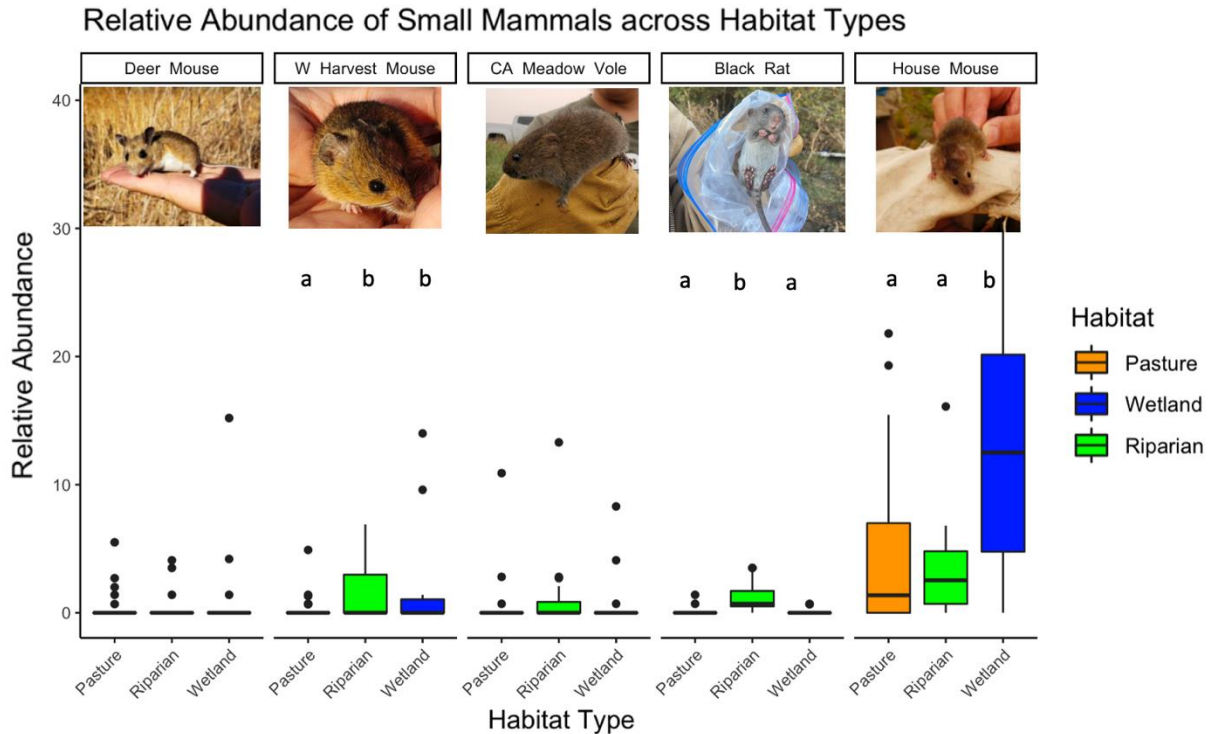 Relative Abundance of Small Mammals across Habitat Types
Deer Mouse
W Harvest Mouse
CA Meadow Vole
Black Rat
House Mouse
Relative Abundance
40
30
20
10
0
a b b
a b a
a a b
Pasture Riparian Wetland
Pasture Riparian Wetland
Pasture Riparian Wetland
Pasture Riparian Wetland
Pasture Riparian Wetland
Habitat Type
Habitat
Pasture
Wetland
Riparian